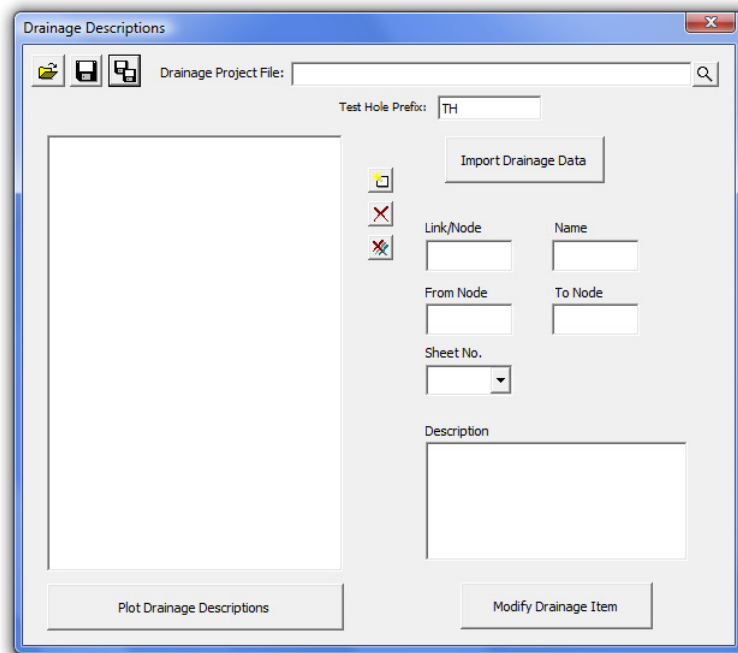 Drainage Descriptions
Drainage Project File:
Test Hole Prefix: TH
Import Drainage Data
Link/Node Name
From Node To Node
Sheet No.
Description
Plot Drainage Descriptions Modify Drainage Item